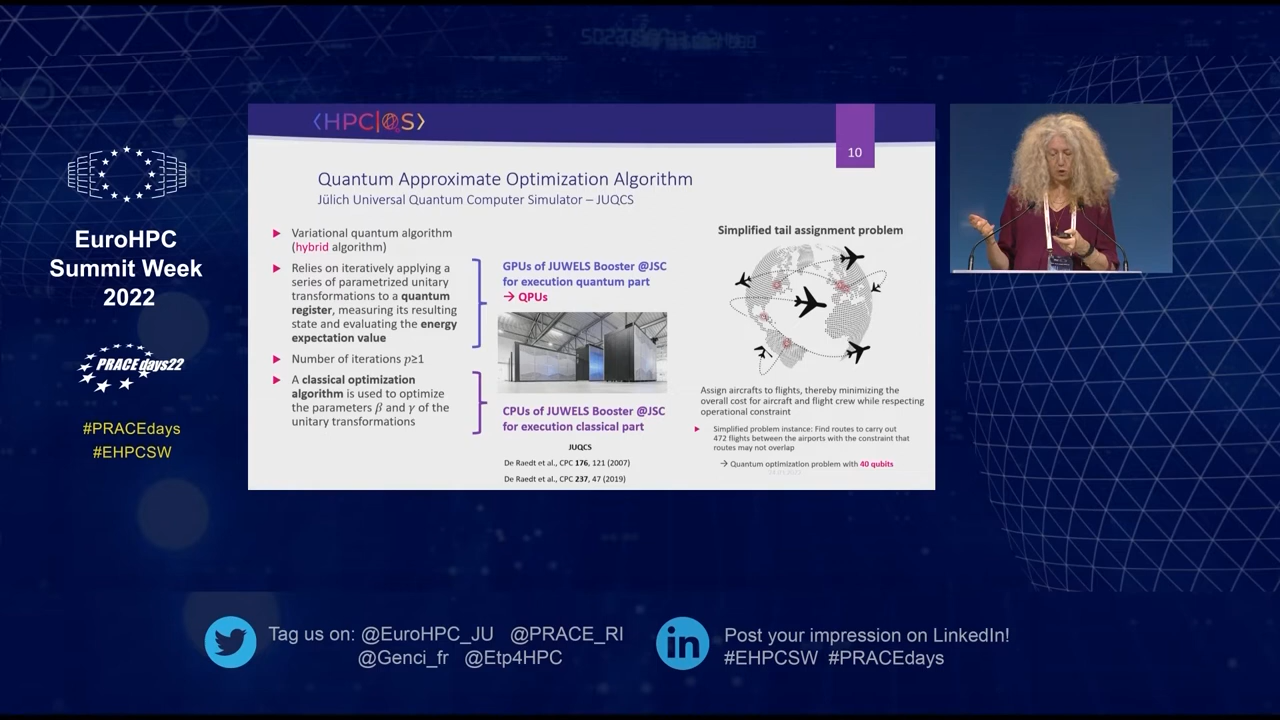 EuroHPC
Summit Week
2022
PRACEdays22
#PRACEdays
#EHPCSW
<HPC|QS>
10
Quantum Approximate Optimization Algorithm
Jülich Universal Quantum Computer Simulator – JUQCS
Variational quantum algorithm
(hybrid algorithm)
Relies on iteratively applying a
series of parametrized unitary
transformations to a quantum
register, measuring its resulting
state and evaluating the energy
expectation value
Number of iterations p≥1
A classical optimization
algorithm is used to optimize
the parameters β and γ of the
unitary transformations
GPUs of JUWELS Booster @JSC
for execution quantum part
→ QPUs
CPUs of JUWELS Booster @JSC
for execution classical part
JUQCS
De Raedt et al., CPC 176, 121 (2007)
De Raedt et al., CPC 237, 47 (2019)
Simplified tail assignment problem
Assign aircrafts to flights, thereby minimizing the
overall cost for aircraft and flight crew while respecting
operational constraint
Simplified problem instance: Find routes to carry out
472 flights between the airports with the constraint that
routes may not overlap
→ Quantum optimization problem with 40 qubits
Tag us on: @EuroHPC_JU @PRACE_RI
@Genci_fr @Etp4HPC
Post your impression on LinkedIn!
#EHPCSW #PRACEdays